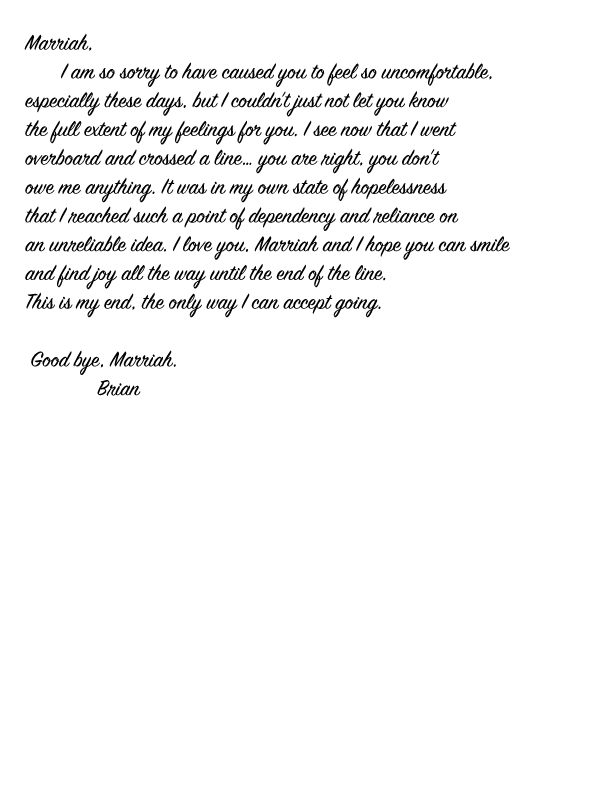 Marriah,
I am so sorry to have caused you to feel so uncomfortable,
especially these days, but I couldn't just not let you know
the full extent of my feelings for you. I see now that I went
overboard and crossed a line... you are right, you don't
owe me anything. It was in my own state of hopelessness
that I reached such a point of dependency and reliance on
an unreliable idea. I love you, Marriah and I hope you can smile
and find joy all the way until the end of the line.
This is my end, the only way I can accept going.
Good bye, Marriah.
Brian